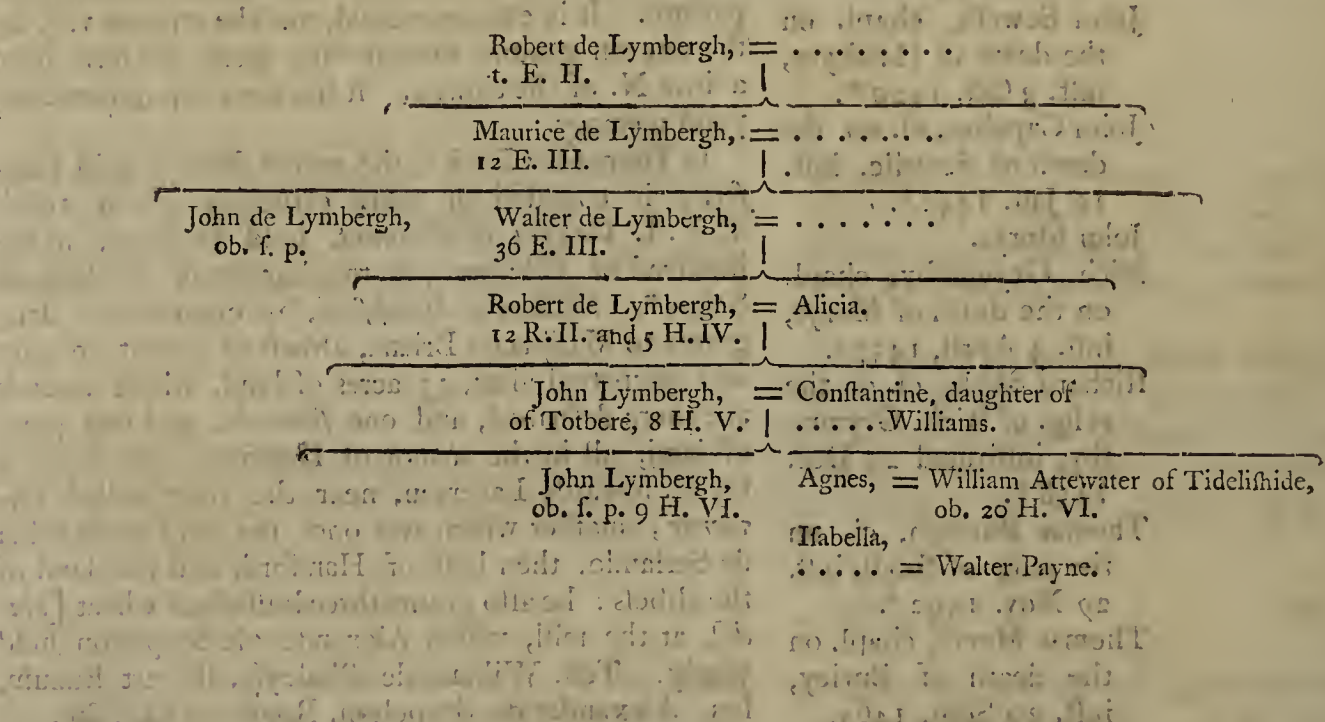 Robert de Lymbergh, = . . . . . . . .
t. E. II.
Maurice de Lymbergh, = . . . . . . .
12 E. III.
John de Lymbergh, Walter de Lymbergh, = . . . . . . .
ob. ſ. p. 36 E. III.
Robert de Lymbergh, = Alicia.
12 R. II. and 5 H. IV.
John Lymbergh, = Conſtantine, daughter of
of Totbere, 8 H. V. . . . . . Williams.
John Lymbergh, Agnes, = William Attewater of Tideliſhide,
ob. ſ. p. 9 H. VI. ob. 20 H. VI.
Iſabella,
. . . . . = Walter Payne.